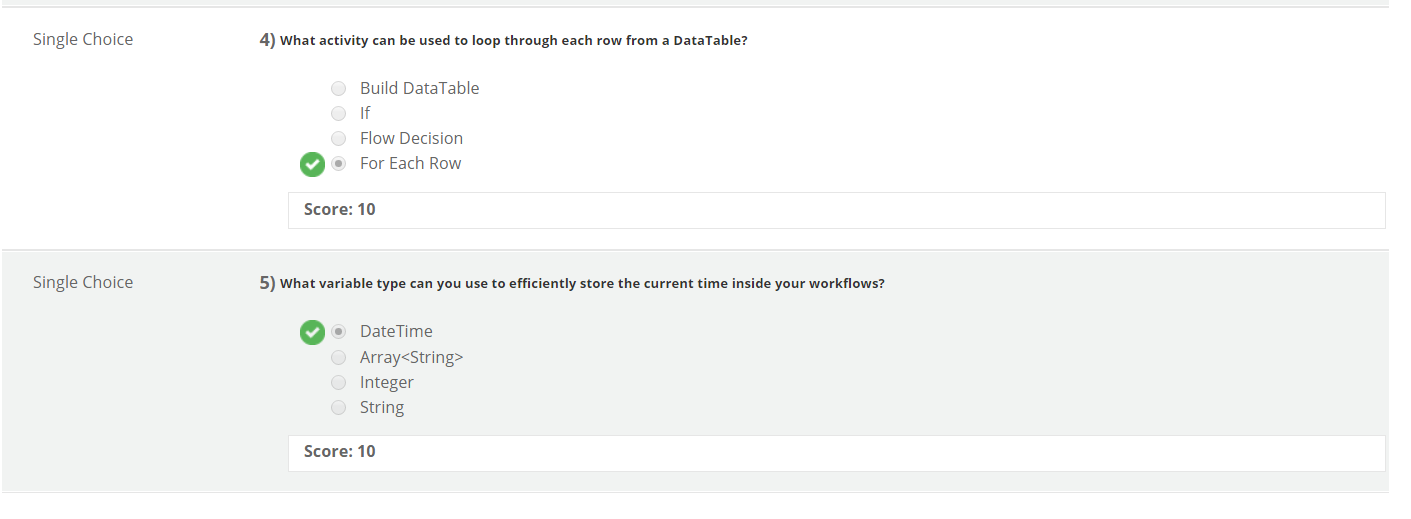 Single Choice
4) What activity can be used to loop through each row from a DataTable?
Build DataTable
If
Flow Decision
For Each Row
Score: 10
Single Choice
5) What variable type can you use to efficiently store the current time inside your workflows?
DateTime
Array<String>
Integer
String
Score: 10